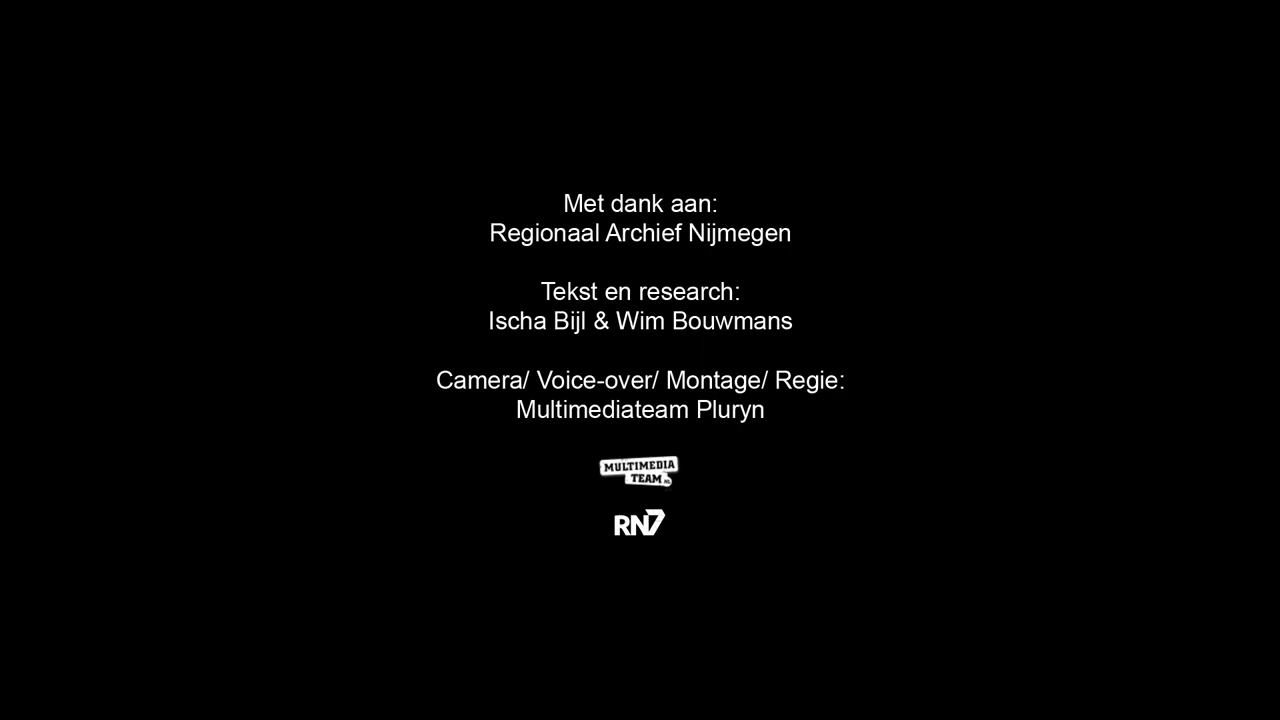 Met dank aan:
Regionaal Archief Nijmegen
Tekst en research:
Ischa Bijl & Wim Bouwmans
Camera/ Voice-over/ Montage/ Regie:
Multimediateam Pluryn
MULTIMEDIA
TEAM.NL
RN7